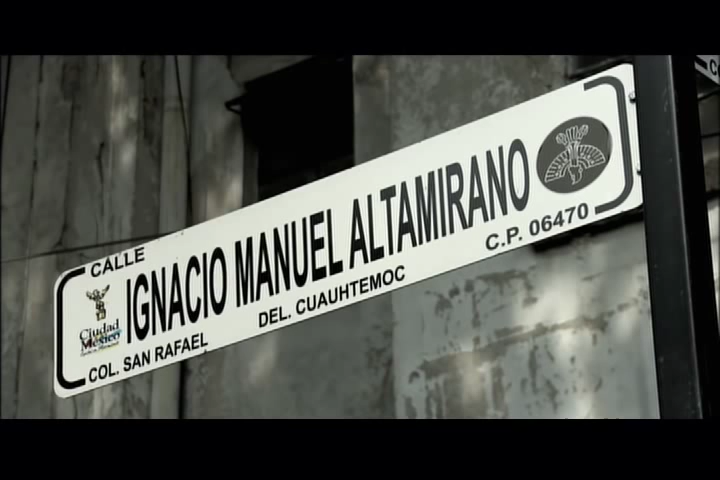 CALLE
IGNACIO MANUEL ALTAMIRANO
Ciudad
México
COL. SAN RAFAEL
DEL. CUAUHTEMOC
C.P. 06470